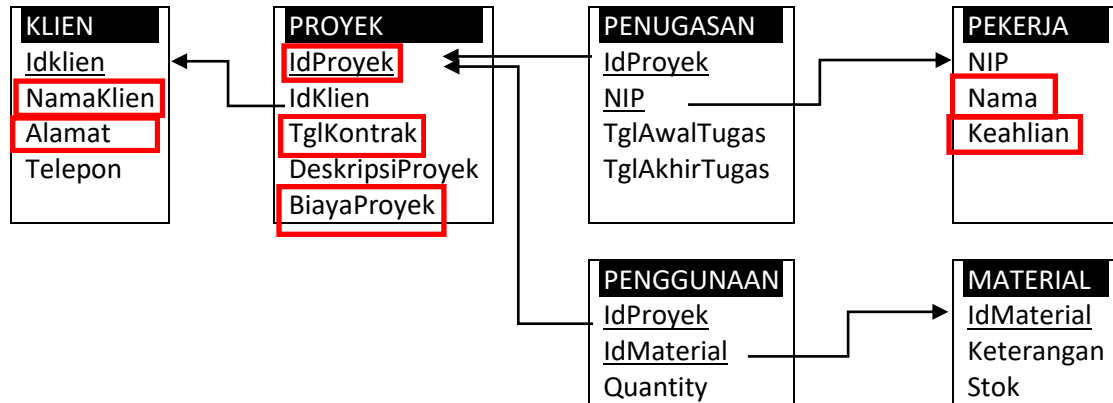 KLIEN
Idklien
NamaKlien
Alamat
Telepon
PROYEK
IdProyek
IdKlien
TglKontrak
DeskripsiProyek
BiayaProyek
PENUGASAN
IdProyek
NIP
TglAwalTugas
TglAkhirTugas
PEKERJA
NIP
Nama
Keahlian
PENGGUNAAN
IdProyek
IdMaterial
Quantity
MATERIAL
IdMaterial
Keterangan
Stok